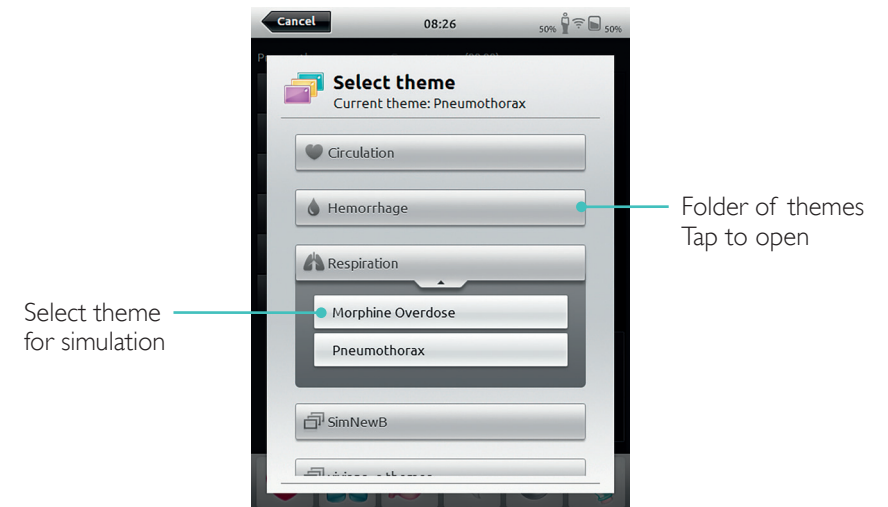 Cancel
08:26
50%
50%
Select theme
Current theme: Pneumothorax
Circulation
Hemorrhage
Folder of themes
Tap to open
Respiration
Select theme
for simulation
Morphine Overdose
Pneumothorax
SimNewB